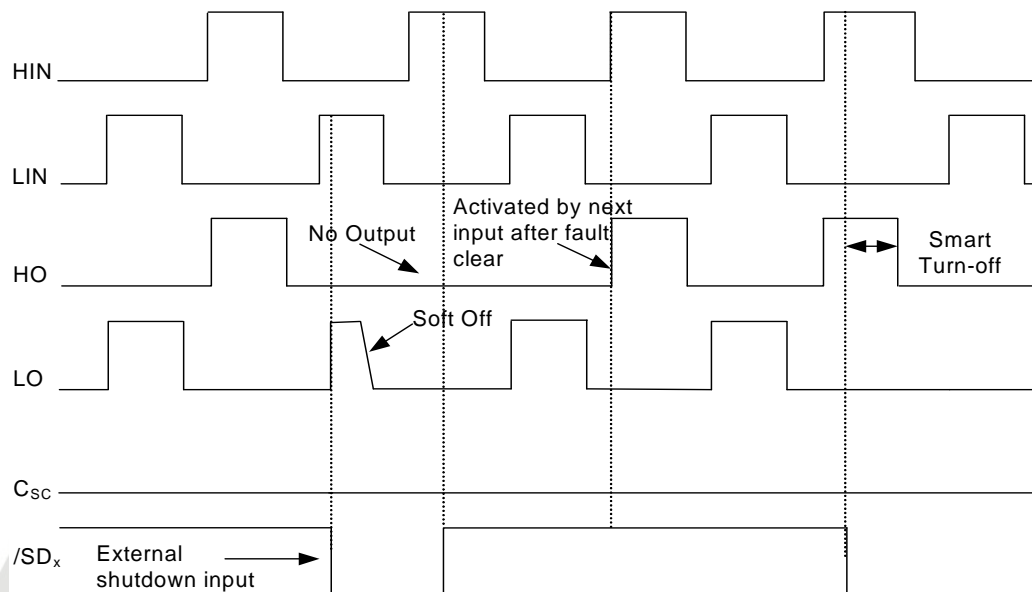 HIN
LIN
HO
No Output
Activated by next
input after fault
clear
Smart
Turn-off
LO
Soft Off
CSC
/SDx
External
shutdown input